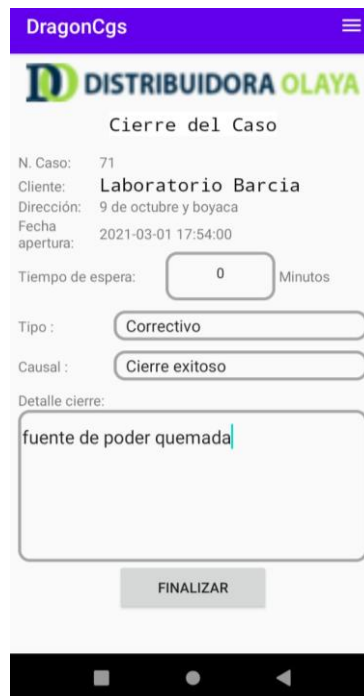 DragonCgs
DISTRIBUIDORA OLAYA
Cierre del Caso
N. Caso: 71
Cliente: Laboratorio Barcia
Dirección: 9 de octubre y boyaca
Fecha
apertura: 2021-03-01 17:54:00
Tiempo de espera: 0 Minutos
Tipo : Correctivo
Causal : Cierre exitoso
Detalle cierre:
fuente de poder quemada
FINALIZAR